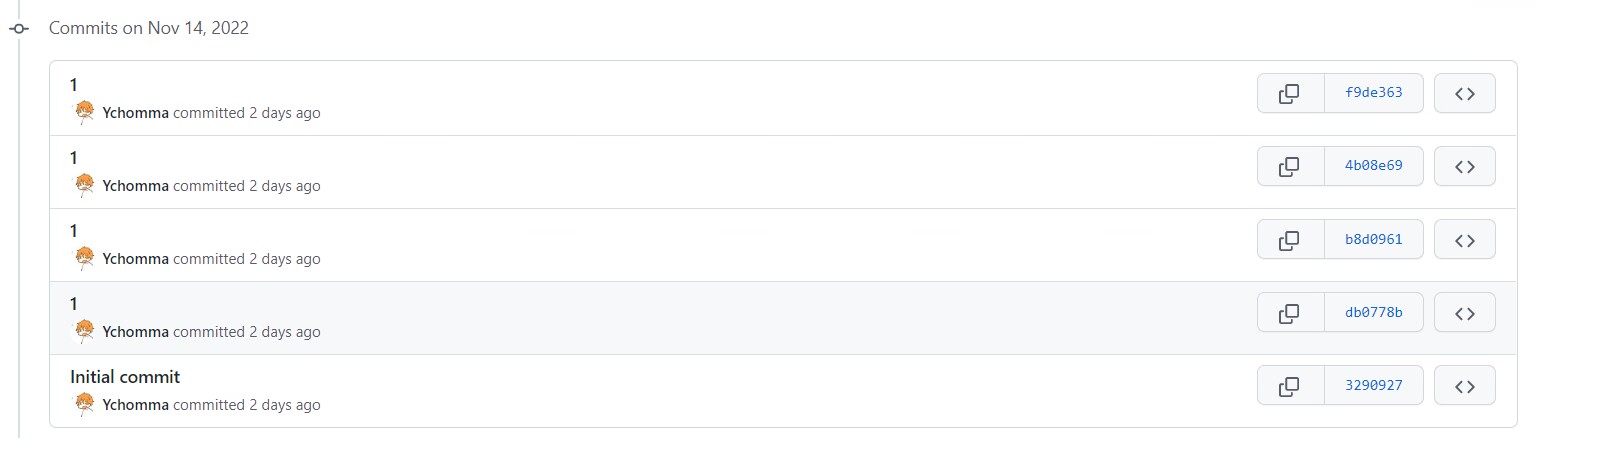 Commits on Nov 14, 2022
1
Ychomma committed 2 days ago
f9de363
1
Ychomma committed 2 days ago
4b08e69
1
Ychomma committed 2 days ago
b8d0961
1
Ychomma committed 2 days ago
db0778b
Initial commit
Ychomma committed 2 days ago
3290927